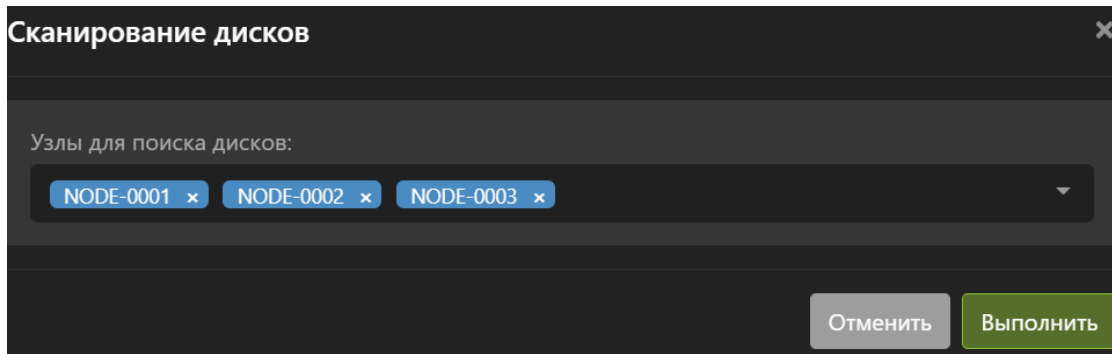 Сканирование дисков
Узлы для поиска дисков:
NODE-0001 × NODE-0002 × NODE-0003 ×
Отменить Выполнить